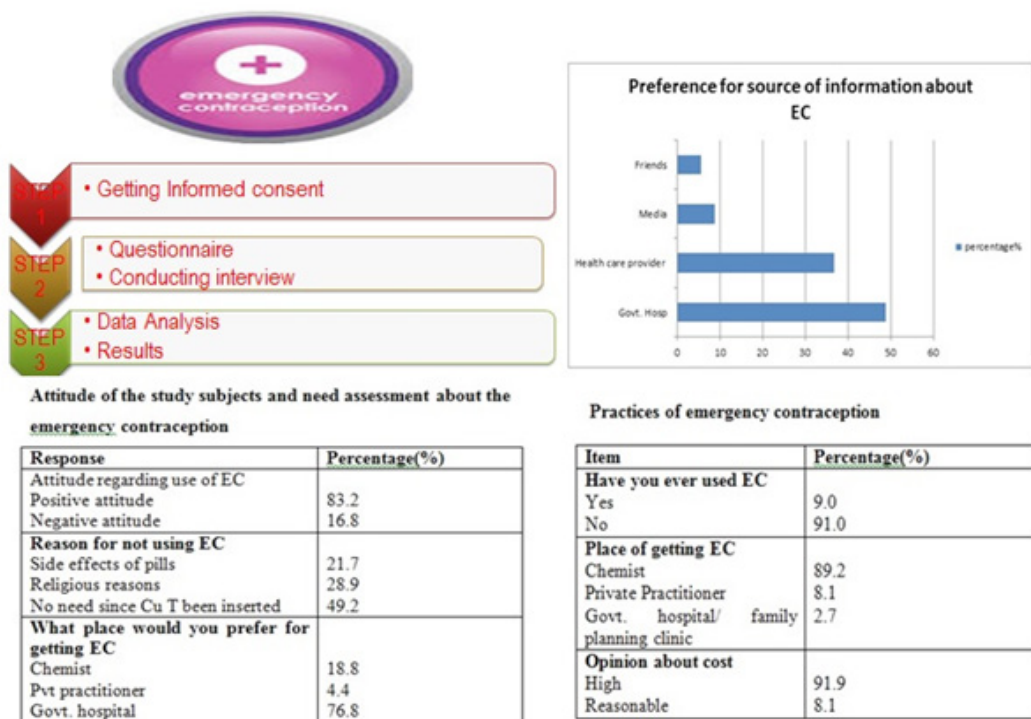 emergency
contraception
STEP
1
• Getting Informed consent
STEP
2
• Questionnaire
• Conducting interview
STEP
3
• Data Analysis
• Results
Preference for source of information about
EC
Friends
Media
Health care provider
Govt. Hosp
0 10 20 30 40 50 60
percentage%
Attitude of the study subjects and need assessment about the
emergency contraception
Response Percentage(%)
Attitude regarding use of EC
Positive attitude 83.2
Negative attitude 16.8
Reason for not using EC
Side effects of pills 21.7
Religious reasons 28.9
No need since Cu T been inserted 49.2
What place would you prefer for
getting EC
Chemist 18.8
Pvt practitioner 4.4
Govt. hospital 76.8
Practices of emergency contraception
Item Percentage(%)
Have you ever used EC
Yes 9.0
No 91.0
Place of getting EC
Chemist 89.2
Private Practitioner 8.1
Govt. hospital/ family 2.7
planning clinic
Opinion about cost
High 91.9
Reasonable 8.1